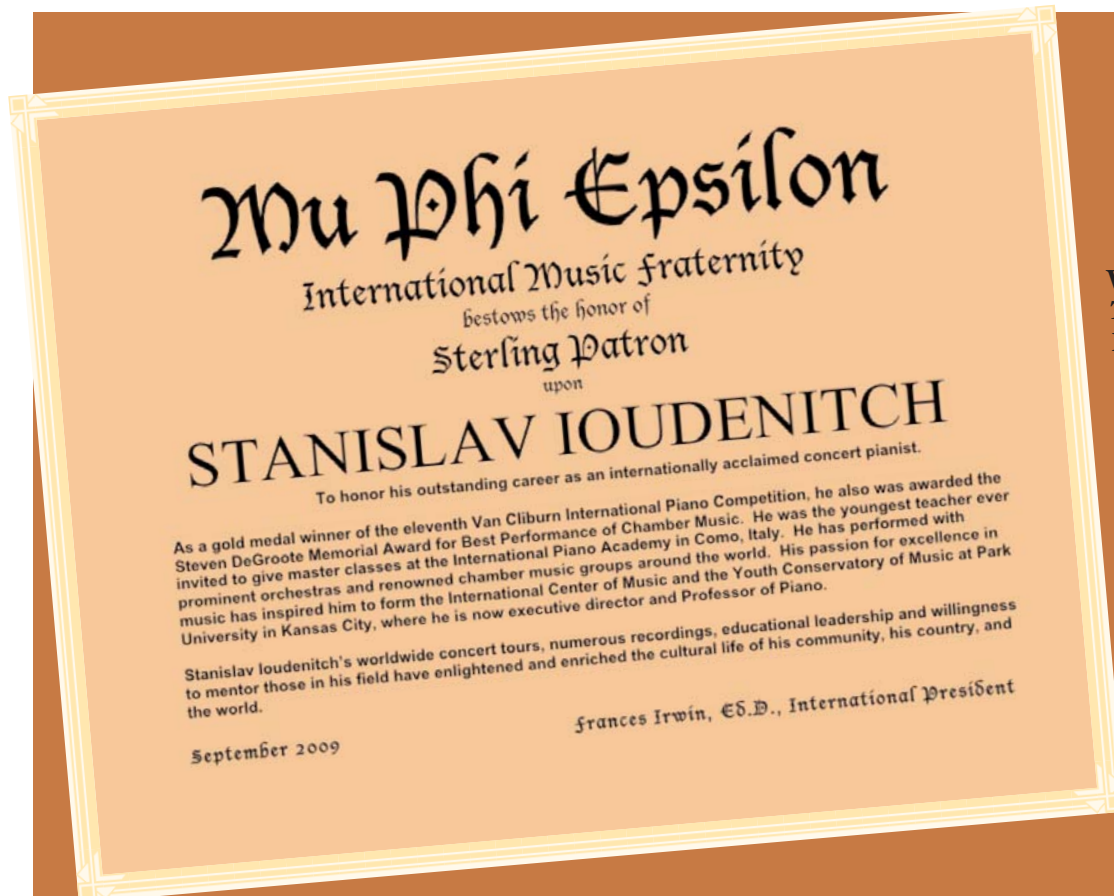 Mu Phi Epsilon
International Music Fraternity
bestows the honor of
Sterling Patron
upon
STANISLAV IOUDENITCH
To honor his outstanding career as an internationally acclaimed concert pianist.
As a gold medal winner of the eleventh Van Cliburn International Piano Competition, he also was awarded the
Steven DeGroote Memorial Award for Best Performance of Chamber Music. He was the youngest teacher ever
invited to give master classes at the International Piano Academy in Como, Italy. He has performed with
prominent orchestras and renowned chamber music groups around the world. His passion for excellence in
music has inspired him to form the International Center of Music and the Youth Conservatory of Music at Park
University in Kansas City, where he is now executive director and Professor of Piano.
Stanislav Ioudenitch's worldwide concert tours, numerous recordings, educational leadership and willingness
to mentor those in his field have enlightened and enriched the cultural life of his community, his country, and
the world.
September 2009
Frances Irwin, Ed.D., International President